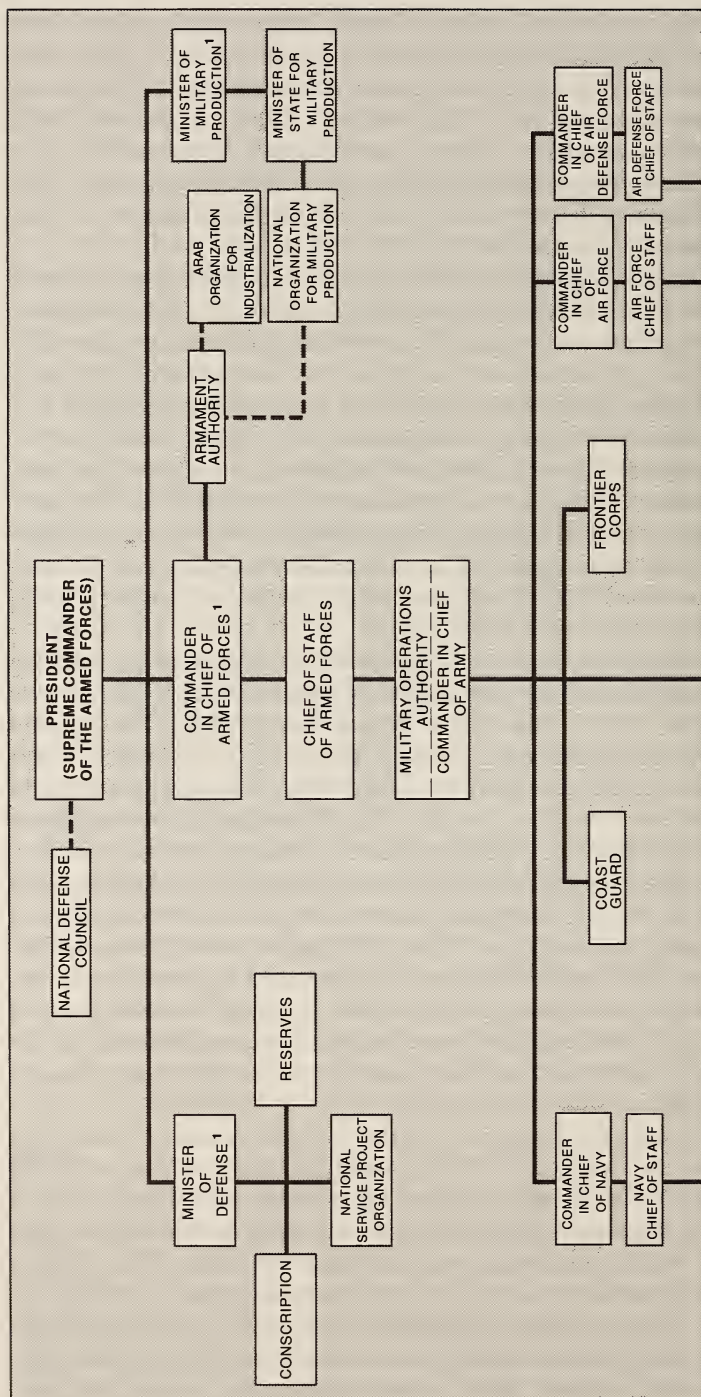 PRESIDENT
(SUPREME COMMANDER
OF THE ARMED FORCES)
NATIONAL DEFENSE
COUNCIL
MINISTER
OF
DEFENSE¹
CONSCRIPTION
RESERVES
NATIONAL
SERVICE PROJECT
ORGANIZATION
COMMANDER
IN CHIEF OF
ARMED FORCES¹
ARMAMENT
AUTHORITY
ARAB
ORGANIZATION
FOR
INDUSTRIALIZATION
MINISTER OF
MILITARY
PRODUCTION¹
MINISTER OF
STATE FOR
MILITARY
PRODUCTION
NATIONAL
ORGANIZATION
FOR MILITARY
PRODUCTION
CHIEF OF STAFF
OF ARMED FORCES
MILITARY OPERATIONS
AUTHORITY
COMMANDER IN CHIEF
OF ARMY
COMMANDER
IN CHIEF
OF NAVY
NAVY
CHIEF OF STAFF
COAST
GUARD
FRONTIER
CORPS
COMMANDER
IN CHIEF
OF
AIR FORCE
AIR FORCE
CHIEF OF STAFF
COMMANDER
IN CHIEF
OF AIR
DEFENSE FORCE
AIR DEFENSE FORCE
CHIEF OF STAFF